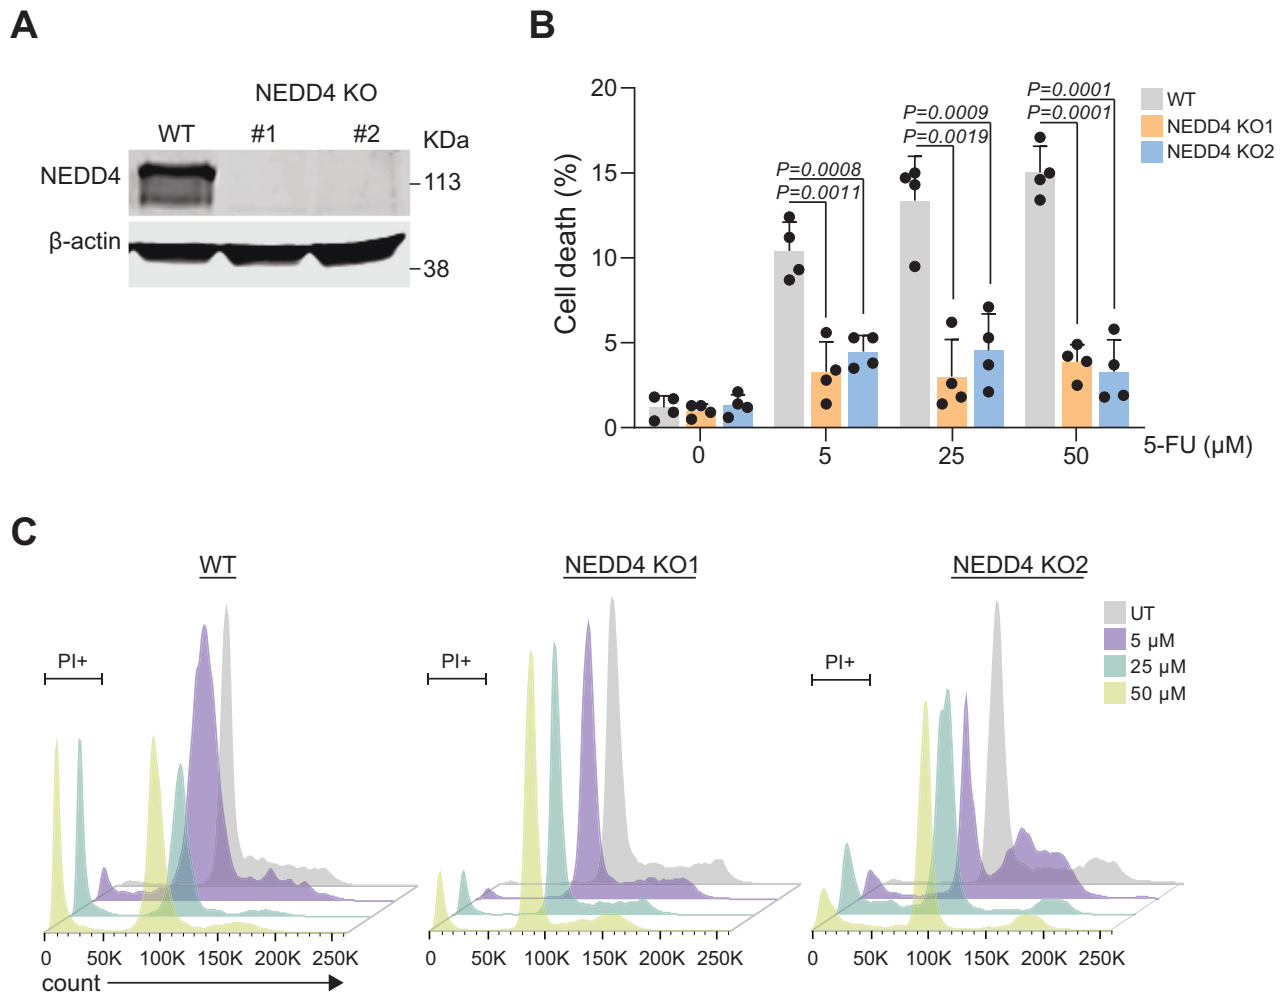 A
NEDD4 KO
WT #1 #2 KDa
NEDD4
113
β-actin
38
B
Cell death (%)
20
15
10
5
0
P=0.0008
P=0.0011
P=0.0009
P=0.0019
P=0.0001
P=0.0001
WT
NEDD4 KO1
NEDD4 KO2
0 5 25 50 5-FU (μM)
C
WT
NEDD4 KO1
NEDD4 KO2
PI+
PI+
PI+
UT
5 μM
25 μM
50 μM
0 50K 100K 150K 200K 250K
0 50K 100K 150K 200K 250K
0 50K 100K 150K 200K 250K
count